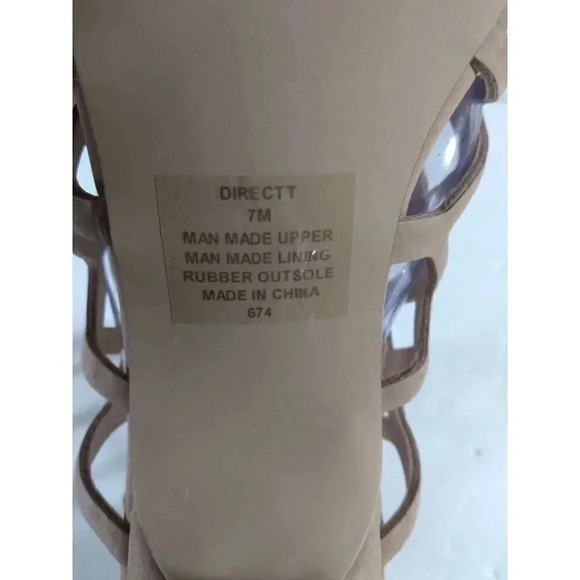 DIRECTT
7M
MAN MADE UPPER
MAN MADE LINING
RUBBER OUTSOLE
MADE IN CHINA
674